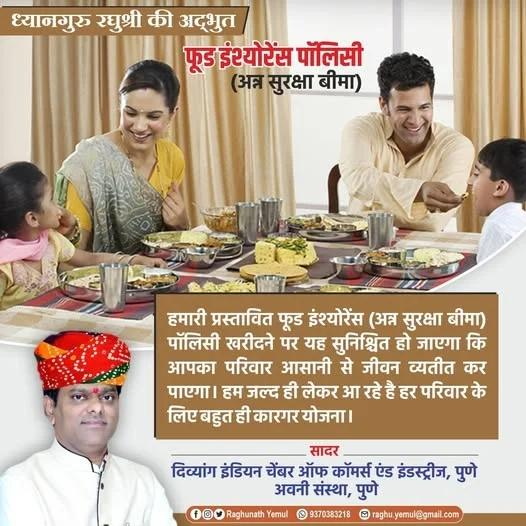 ध्यानगुरु रघुश्री की अद्भुत
फूड इंश्योरेंस पॉलिसी
(अन्न सुरक्षा बीमा)
हमारी प्रस्तावित फूड इंश्योरेंस (अन्न सुरक्षा बीमा)
पॉलिसी खरीदने पर यह सुनिश्चित हो जाएगा कि
आपका परिवार आसानी से जीवन व्यतीत कर
पाएगा। हम जल्द ही लेकर आ रहे है हर परिवार के
लिए बहुत ही कारगर योजना।
सादर
दिव्यांग इंडियन चेंबर ऑफ कॉमर्स एंड इंडस्ट्रीज, पुणे
अवनी संस्था, पुणे
Raghunath Yemul 9370383218 raghu.yemul@gmail.com